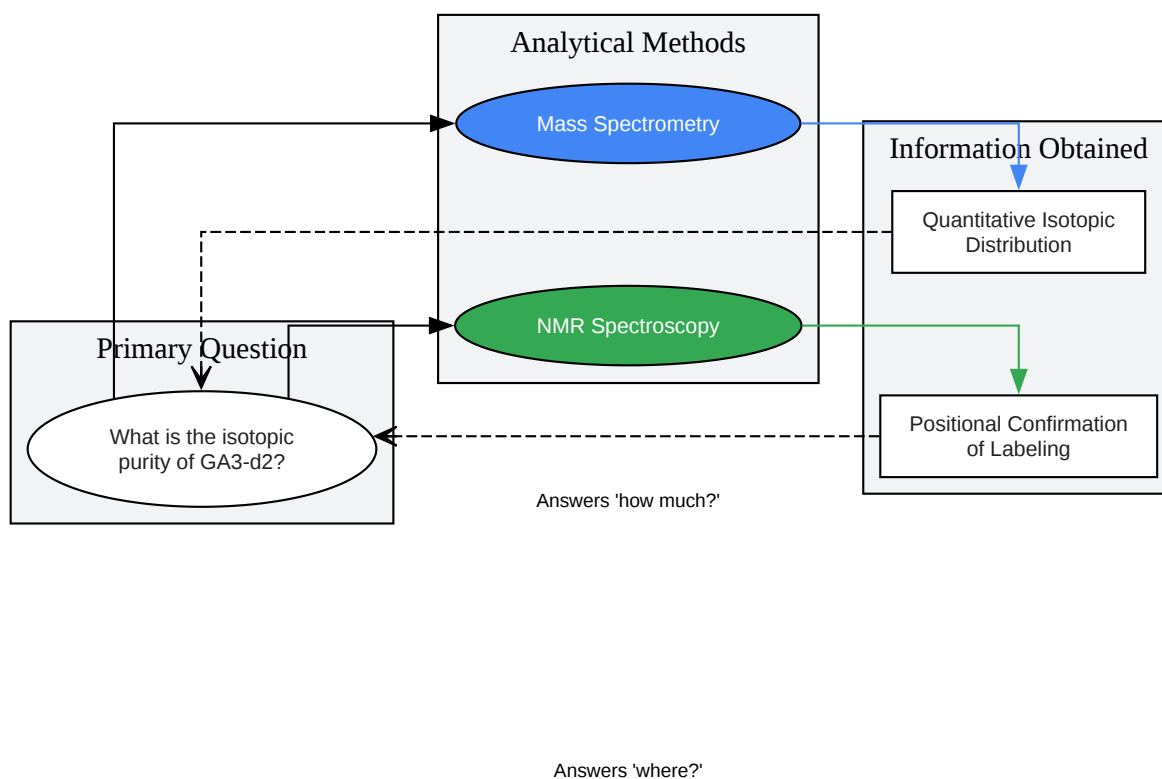 Analytical Methods
Mass Spectrometry
Information Obtained
Quantitative Isotopic
Distribution
NMR Spectroscopy
Primary Question
What is the isotopic
purity of GA3-d2?
Positional Confirmation
of Labeling
Answers 'how much?'
Answers 'where?'